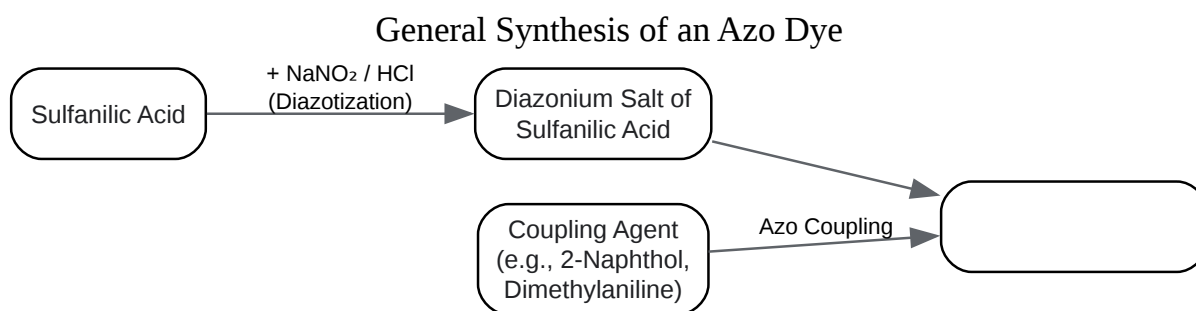 General Synthesis of an Azo Dye
+ NaNO₂ / HCl
(Diazotization)
Sulfanilic Acid
Diazonium Salt of
Sulfanilic Acid
Coupling Agent
(e.g., 2-Naphthol,
Dimethylaniline)
Azo Coupling